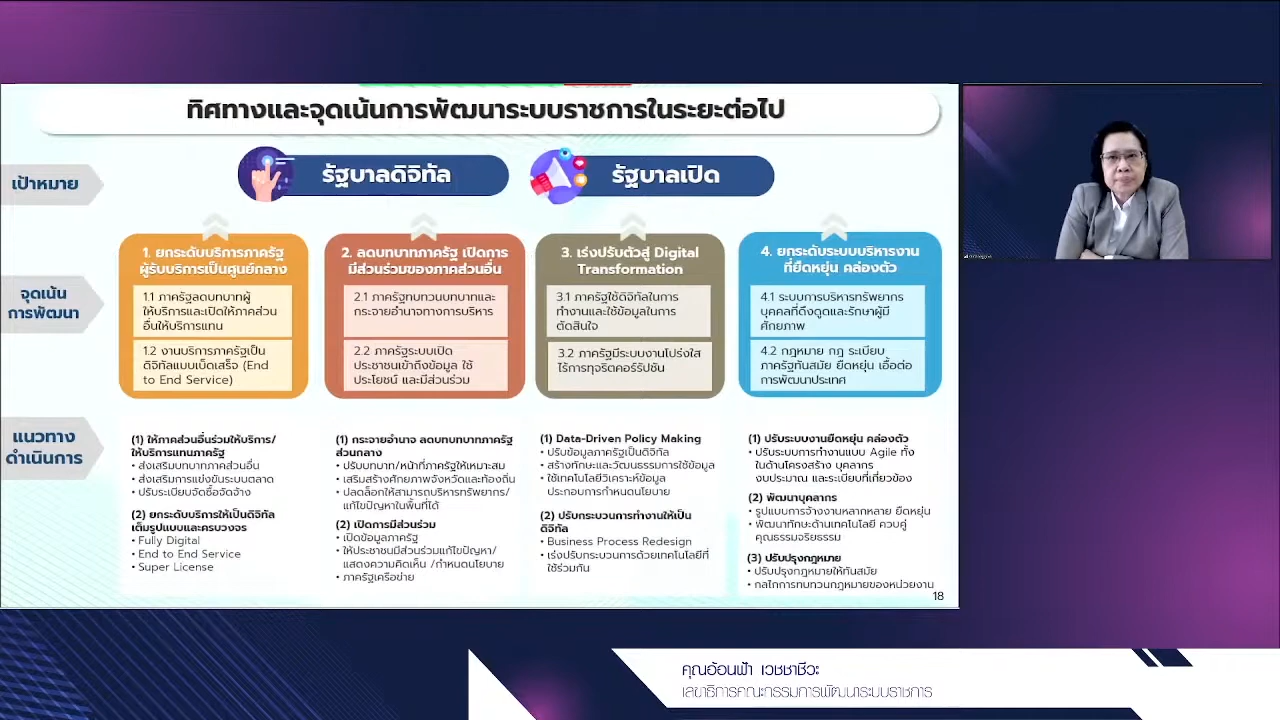 ทิศทางและจุดเน้นการพัฒนาระบบราชการในระยะต่อไป
เป้าหมาย
รัฐบาลดิจิทัล
รัฐบาลเปิด
จุดเน้น
การพัฒนา
1. ยกระดับบริการภาครัฐ
ผู้รับบริการเป็นศูนย์กลาง
1.1 ภาครัฐลดบทบาทผู้
ให้บริการและเปิดให้ภาคส่วน
อื่นให้บริการแทน
1.2 งานบริการภาครัฐเป็น
ดิจิทัลแบบเบ็ดเสร็จ (End
to End Service)
2. ลดบทบาทภาครัฐ เปิดการ
มีส่วนร่วมของภาคส่วนอื่น
2.1 ภาครัฐทบทวนบทบาทและ
กระจายอำนาจทางการบริหาร
2.2 ภาครัฐระบบเปิด
ประชาชนเข้าถึงข้อมูล ใช้
ประโยชน์ และมีส่วนร่วม
3. เร่งปรับตัวสู่ Digital
Transformation
3.1 ภาครัฐใช้ดิจิทัลในการ
ทำงานและใช้ข้อมูลในการ
ตัดสินใจ
3.2 ภาครัฐมีระบบงานโปร่งใส
ไร้การทุจริตคอร์รัปชัน
4. ยกระดับระบบบริหารงาน
ที่ยืดหยุ่น คล่องตัว
4.1 ระบบการบริหารทรัพยากร
บุคคลที่ดึงดูดและรักษาผู้มี
ศักยภาพ
4.2 กฎหมาย กฎ ระเบียบ
ภาครัฐทันสมัย ยืดหยุ่น เอื้อต่อ
การพัฒนาประเทศ
แนวทาง
ดำเนินการ
(1) ให้ภาคส่วนอื่นร่วมให้บริการ/
ให้บริการแทนภาครัฐ
• ส่งเสริมบทบาทภาคส่วนอื่น
• ส่งเสริมการแข่งขันระบบตลาด
• ปรับระเบียบจัดซื้อจัดจ้าง
(2) ยกระดับบริการให้เป็นดิจิทัล
เต็มรูปแบบและครบวงจร
• Fully Digital
• End to End Service
• Super License
(1) กระจายอำนาจ ลดบทบทบาทภาครัฐ
ส่วนกลาง
• ปรับบทบาท/หน้าที่ภาครัฐให้เหมาะสม
• เสริมสร้างศักยภาพจังหวัดและท้องถิ่น
• ปลดล็อกให้สามารถบริหารทรัพยากร/
แก้ไขปัญหาในพื้นที่ได้
(2) เปิดการมีส่วนร่วม
• เปิดข้อมูลภาครัฐ
• ให้ประชาชนมีส่วนร่วมแก้ไขปัญหา/
แสดงความคิดเห็น /กำหนดนโยบาย
• ภาครัฐเครือข่าย
(1) Data-Driven Policy Making
• ปรับข้อมูลภาครัฐเป็นดิจิทัล
• สร้างทักษะและวัฒนธรรมการใช้ข้อมูล
• ใช้เทคโนโลยีวิเคราะห์ข้อมูล
ประกอบการกำหนดนโยบาย
(2) ปรับกระบวนการทำงานให้เป็น
ดิจิทัล
• Business Process Redesign
• เร่งปรับกระบวนการด้วยเทคโนโลยีที่
ใช้ร่วมกัน
(1) ปรับระบบงานยืดหยุ่น คล่องตัว
• ปรับระบบการทำงานแบบ Agile ทั้ง
ในด้านโครงสร้าง บุคลากร
งบประมาณ และระเบียบที่เกี่ยวข้อง
(2) พัฒนาบุคลากร
• รูปแบบการจ้างงานหลากหลาย ยืดหยุ่น
• พัฒนาทักษะด้านเทคโนโลยี ควบคู่
คุณธรรมจริยธรรม
(3) ปรับปรุงกฎหมาย
• ปรับปรุงกฎหมายให้ทันสมัย
• กลไกการทบทวนกฎหมายของหน่วยงาน
18
คุณอ้อนฟ้า เวชชาชีวะ
เลขาธิการคณะกรรมการพัฒนาระบบราชการ